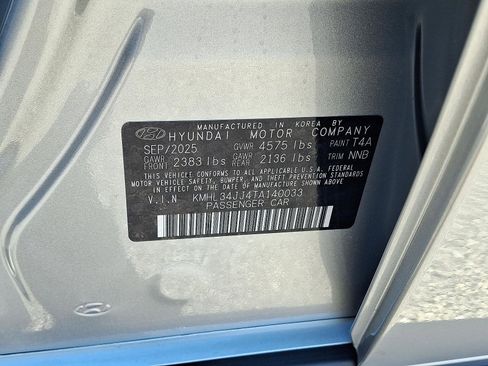 MANUFACTURED IN KOREA BY
HYUNDAI MOTOR COMPANY
SEP/2025 GVWR 4575 lbs PAINT T4A
GAWR FRONT 2383 lbs GAWR REAR 2136 lbs TRIM NNB
THIS VEHICLE CONFORMS TO ALL APPLICABLE U.S.A. FEDERAL
MOTOR VEHICLE SAFETY, BUMPER, AND THEFT PREVENTION
STANDARDS IN EFFECT ON THE DATE OF MANUFACTURE SHOWN ABOVE.
V.I.N KMHL34JJ4TA140033
PASSENGER CAR